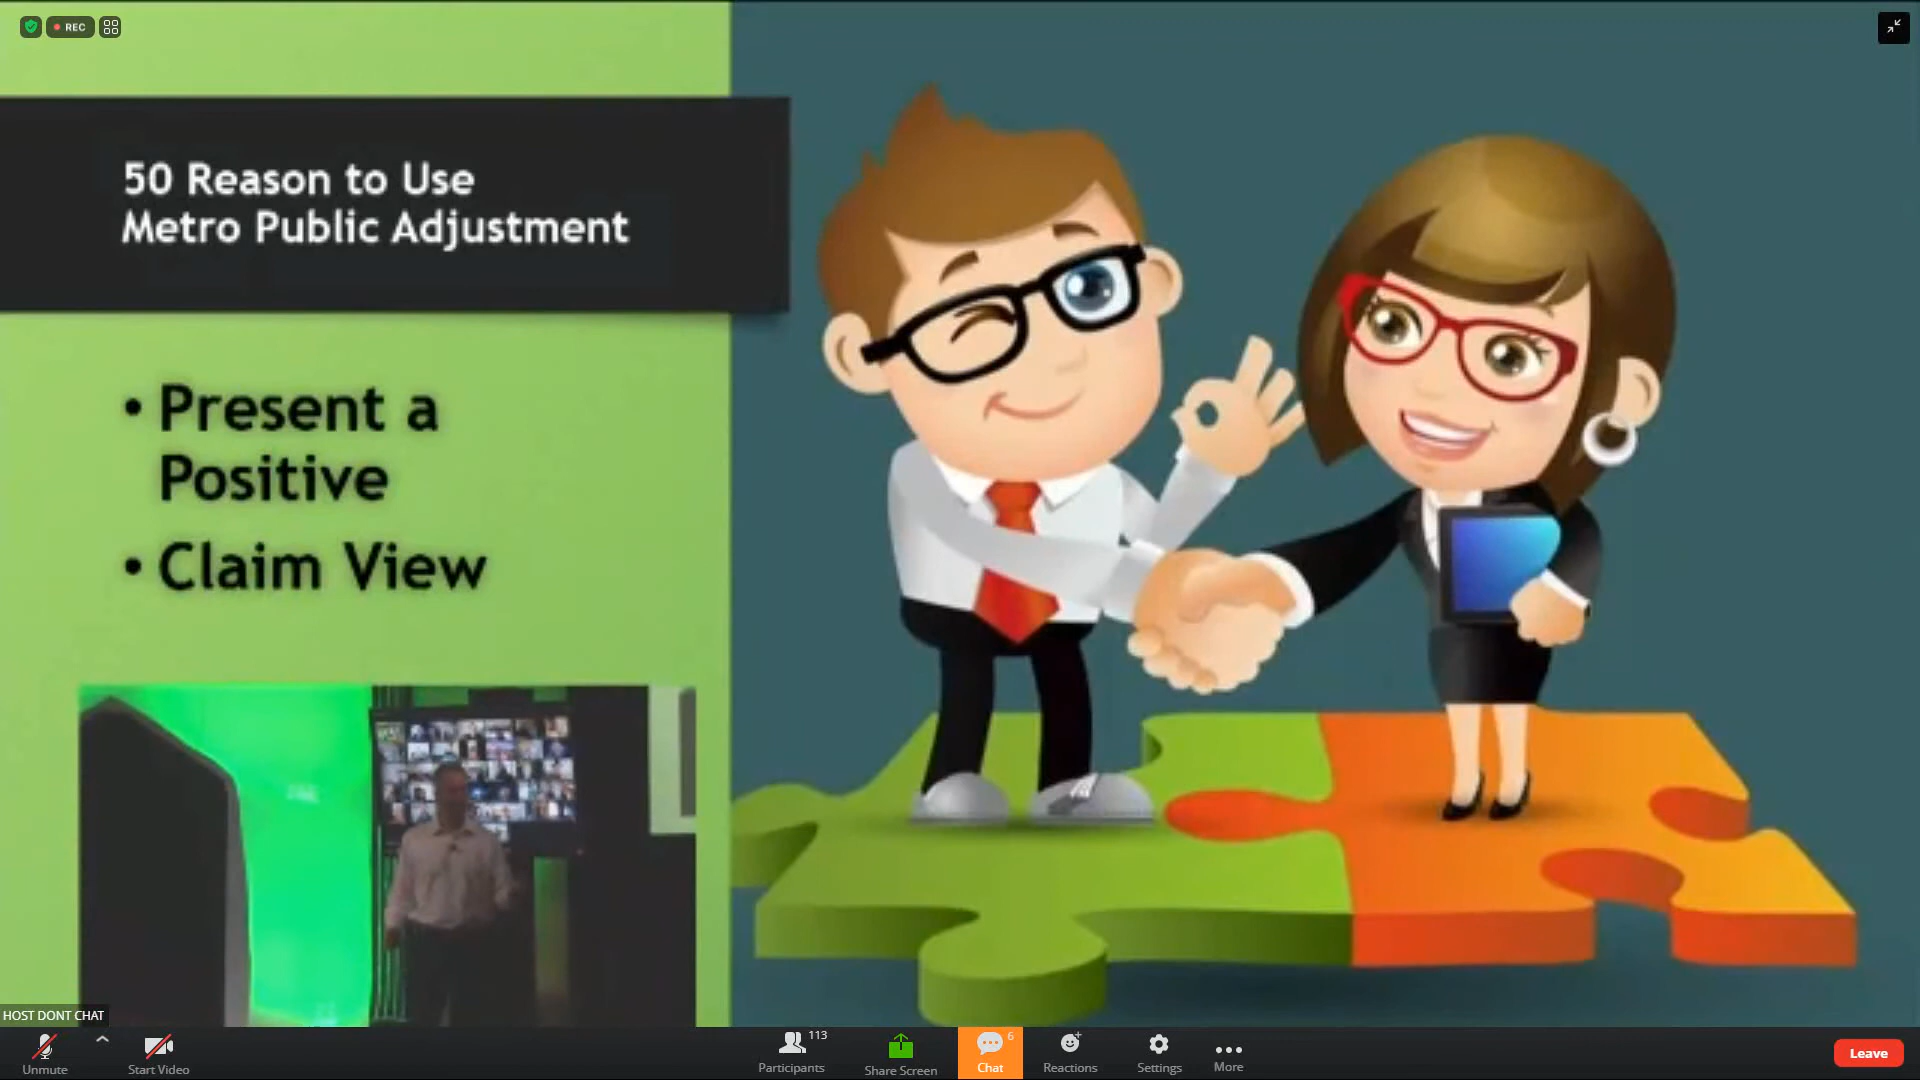 REC
50 Reason to Use
Metro Public Adjustment
• Present a
Positive
• Claim View
HOST DONT CHAT
Unmute
Start Video
113
Participants
Share Screen
6
Chat
Reactions
Settings
More
Leave